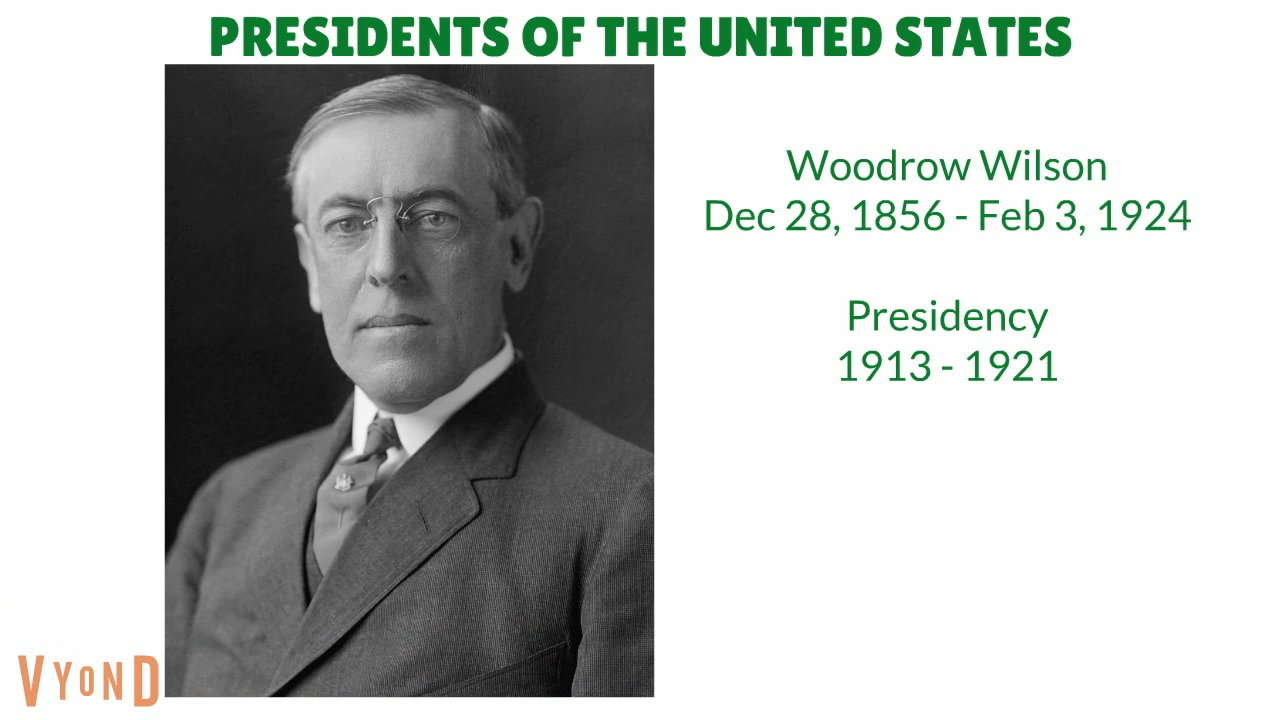 PRESIDENTS OF THE UNITED STATES
Woodrow Wilson
Dec 28, 1856 - Feb 3, 1924
Presidency
1913 - 1921
VYOND